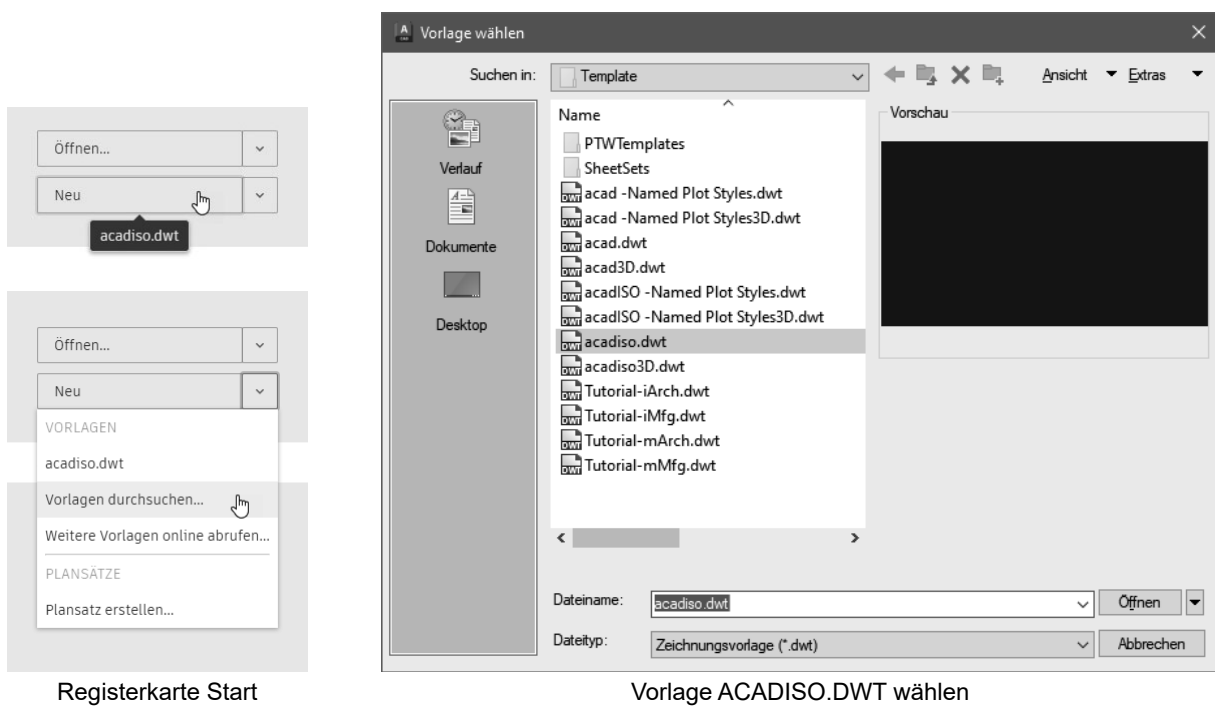 Öffnen...
Neu
acadiso.dwt
Öffnen...
Neu
VORLAGEN
acadiso.dwt
Vorlagen durchsuchen...
Weitere Vorlagen online abrufen...
PLANSÄTZE
Plansatz erstellen...
Registerkarte Start
Vorlage wählen
Suchen in: Template Ansicht Extras
Verlauf
Dokumente
Desktop
Name
PTWTemplates
SheetSets
acad -Named Plot Styles.dwt
acad -Named Plot Styles3D.dwt
acad.dwt
acad3D.dwt
acadISO -Named Plot Styles.dwt
acadISO -Named Plot Styles3D.dwt
acadiso.dwt
acadiso3D.dwt
Tutorial-iArch.dwt
Tutorial-iMfg.dwt
Tutorial-mArch.dwt
Tutorial-mMfg.dwt
Vorschau
Dateiname: acadiso.dwt Öffnen
Dateityp: Zeichnungsvorlage (*.dwt) Abbrechen
Vorlage ACADISO.DWT wählen